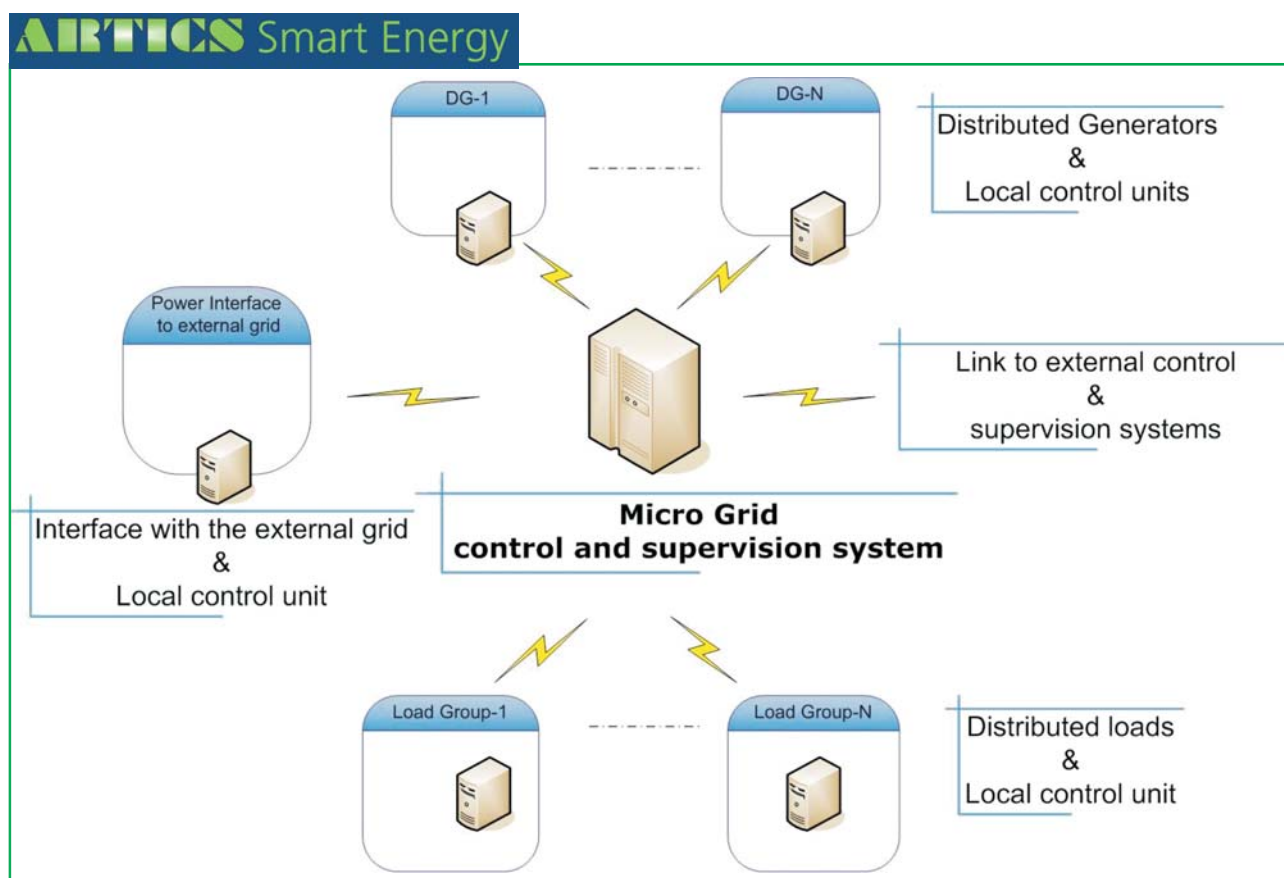 ARTICS Smart Energy
DG-1
DG-N
Distributed Generators
&
Local control units
Power Interface
to external grid
Link to external control
&
supervision systems
Interface with the external grid
&
Local control unit
Micro Grid
control and supervision system
Load Group-1
Load Group-N
Distributed loads
&
Local control unit